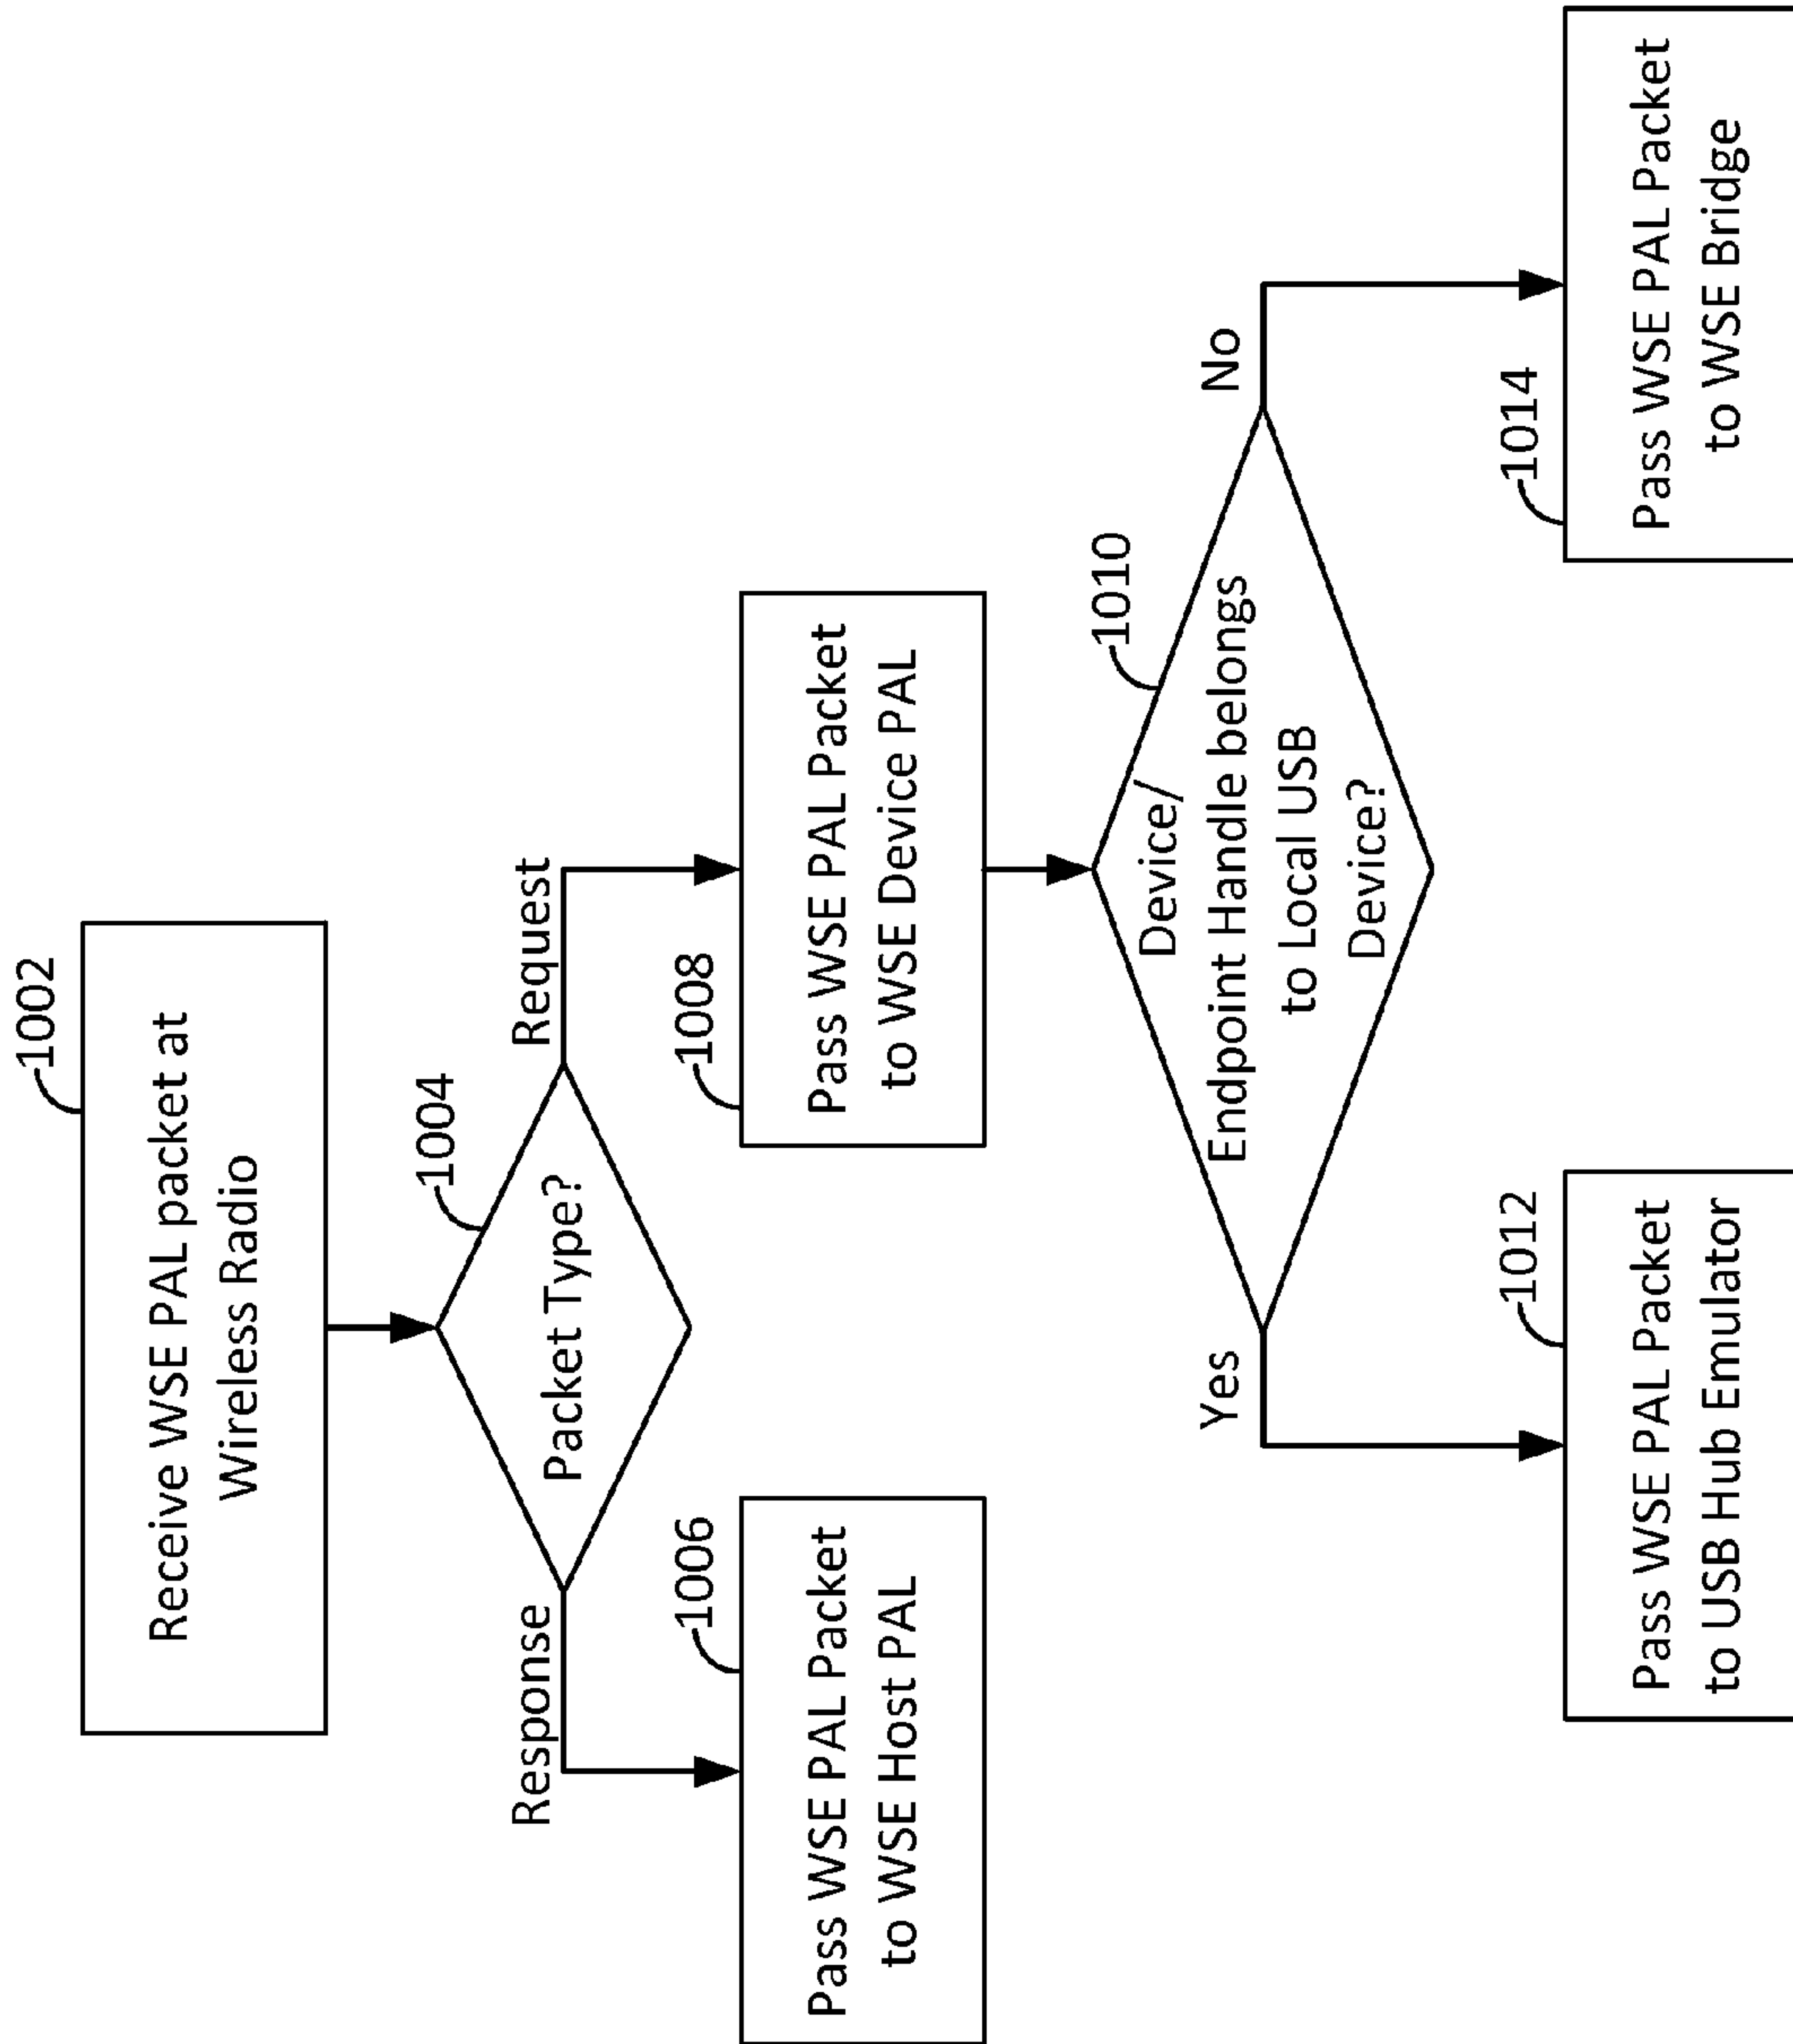 1002
Receive WSE PAL packet at
Wireless Radio
1004
Packet Type?
Response
Request
1006
Pass WSE PAL Packet
to WSE Host PAL
1008
Pass WSE PAL Packet
to WSE Device PAL
1010
Device/
Endpoint Handle belongs
to Local USB
Device?
Yes
No
1012
Pass WSE PAL Packet
to USB Hub Emulator
1014
Pass WSE PAL Packet
to WSE Bridge